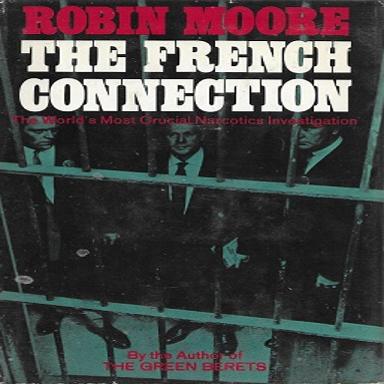 ROBIN MOORE
THE FRENCH
CONNECTION
The World's Most Crucial Narcotics Investigation
By the Author of
THE GREEN BERETS